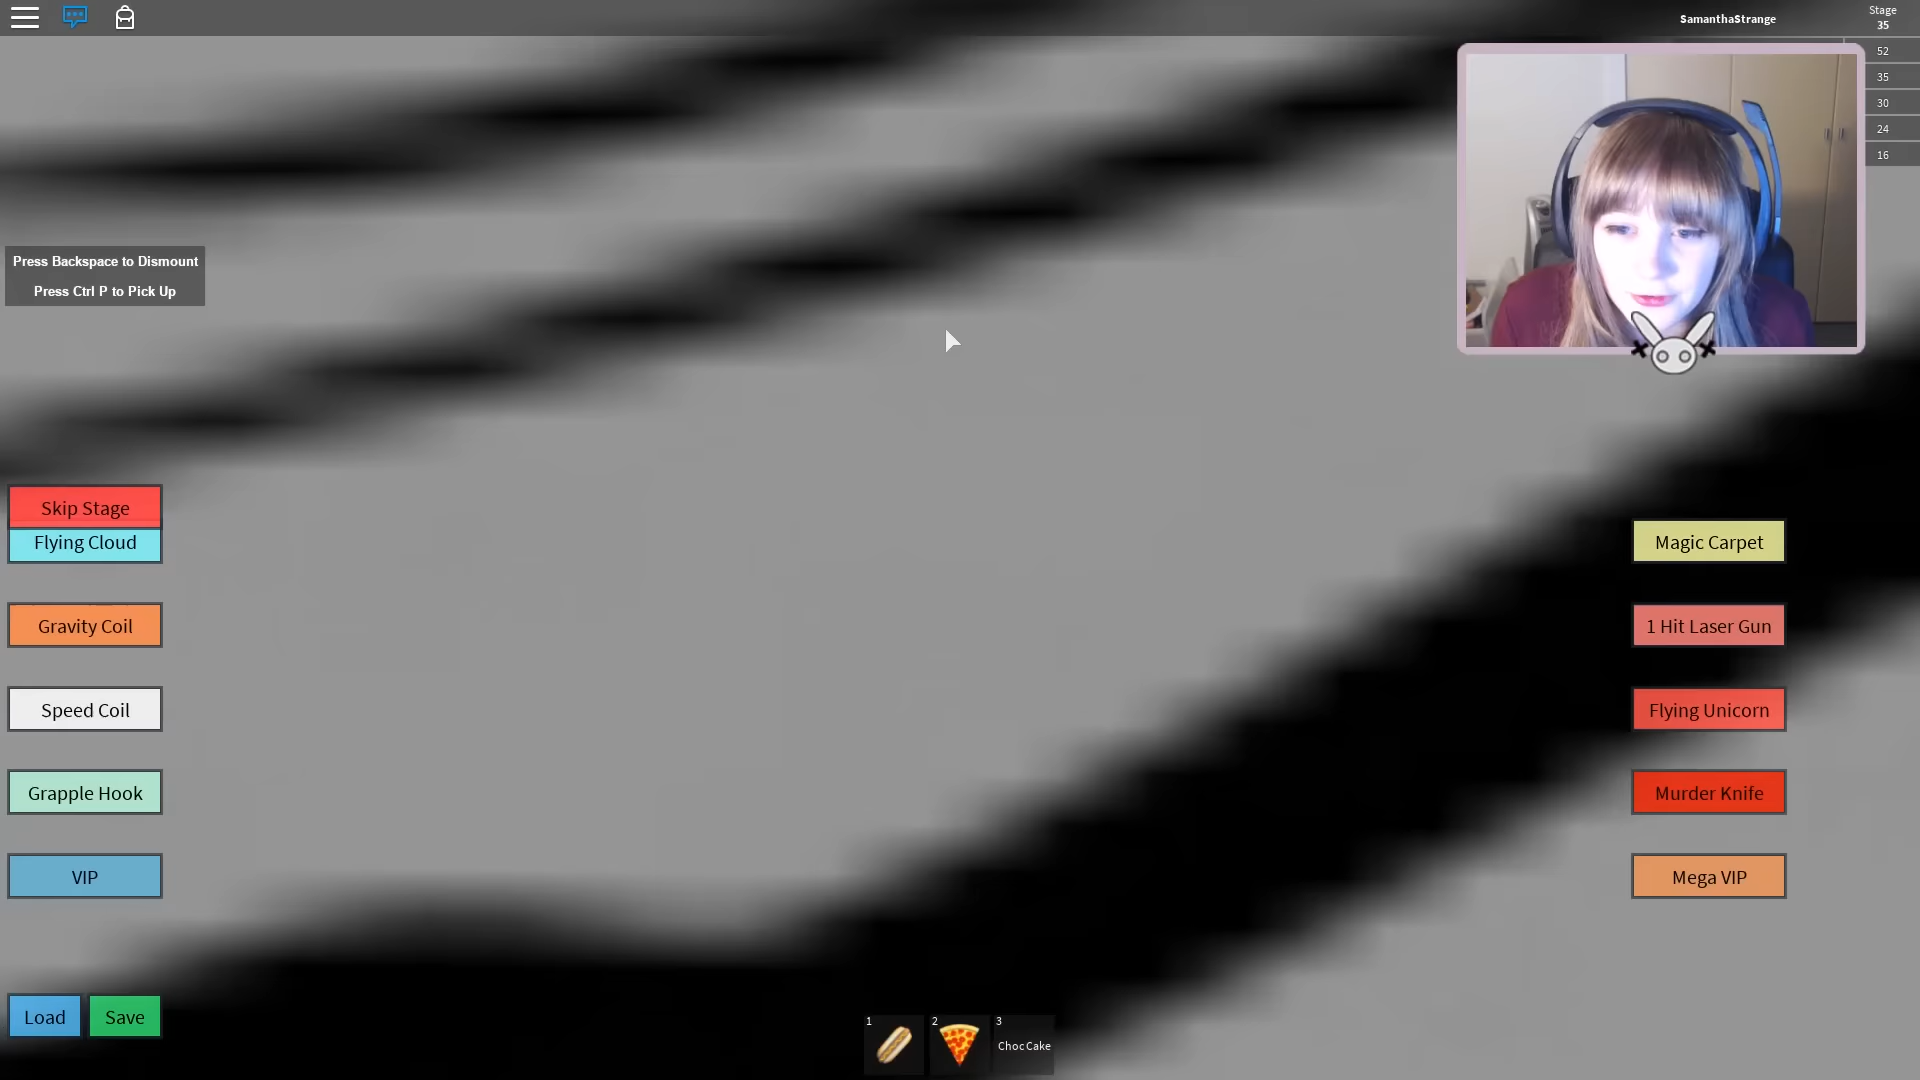 SamanthaStrange
Stage
35
52
35
30
24
16
Press Backspace to Dismount
Press Ctrl P to Pick Up
Skip Stage
Flying Cloud
Gravity Coil
Speed Coil
Grapple Hook
VIP
Load
Save
Magic Carpet
1 Hit Laser Gun
Flying Unicorn
Murder Knife
Mega VIP
1
2
3
Choc Cake